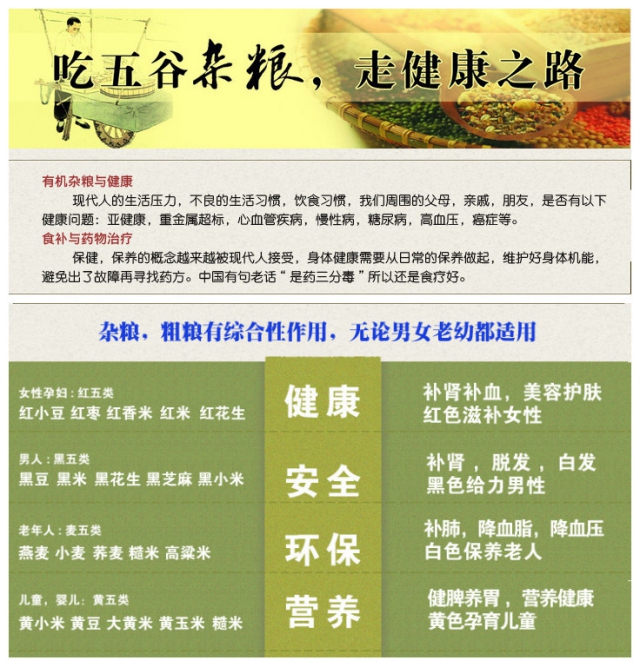 吃五谷杂粮，走健康之路
有机杂粮与健康
现代人的生活压力，不良的生活习惯，饮食习惯，我们周围的父母，亲戚，朋友，是否有以下
健康问题：亚健康，重金属超标，心血管疾病，慢性病，糖尿病，高血压，癌症等。
食补与药物治疗
保健，保养的概念越来越被现代人接受，身体健康需要从日常的保养做起，维护好身体机能，
避免出了故障再寻找药方。中国有句老话“是药三分毒”所以还是食疗好。
杂粮，粗粮有综合性作用，无论男女老幼都适用
女性孕妇：红五类
红小豆 红枣 红香米 红米 红花生
健康
补肾补血，美容护肤
红色滋补女性
男人：黑五类
黑豆 黑米 黑花生 黑芝麻 黑小米
安全
补肾，脱发，白发
黑色给力男性
老年人：麦五类
燕麦 小麦 荞麦 糙米 高粱米
环保
补肺，降血脂，降血压
白色保养老人
儿童，婴儿：黄五类
黄小米 黄豆 大黄米 黄玉米 糙米
营养
健脾养胃，营养健康
黄色孕育儿童